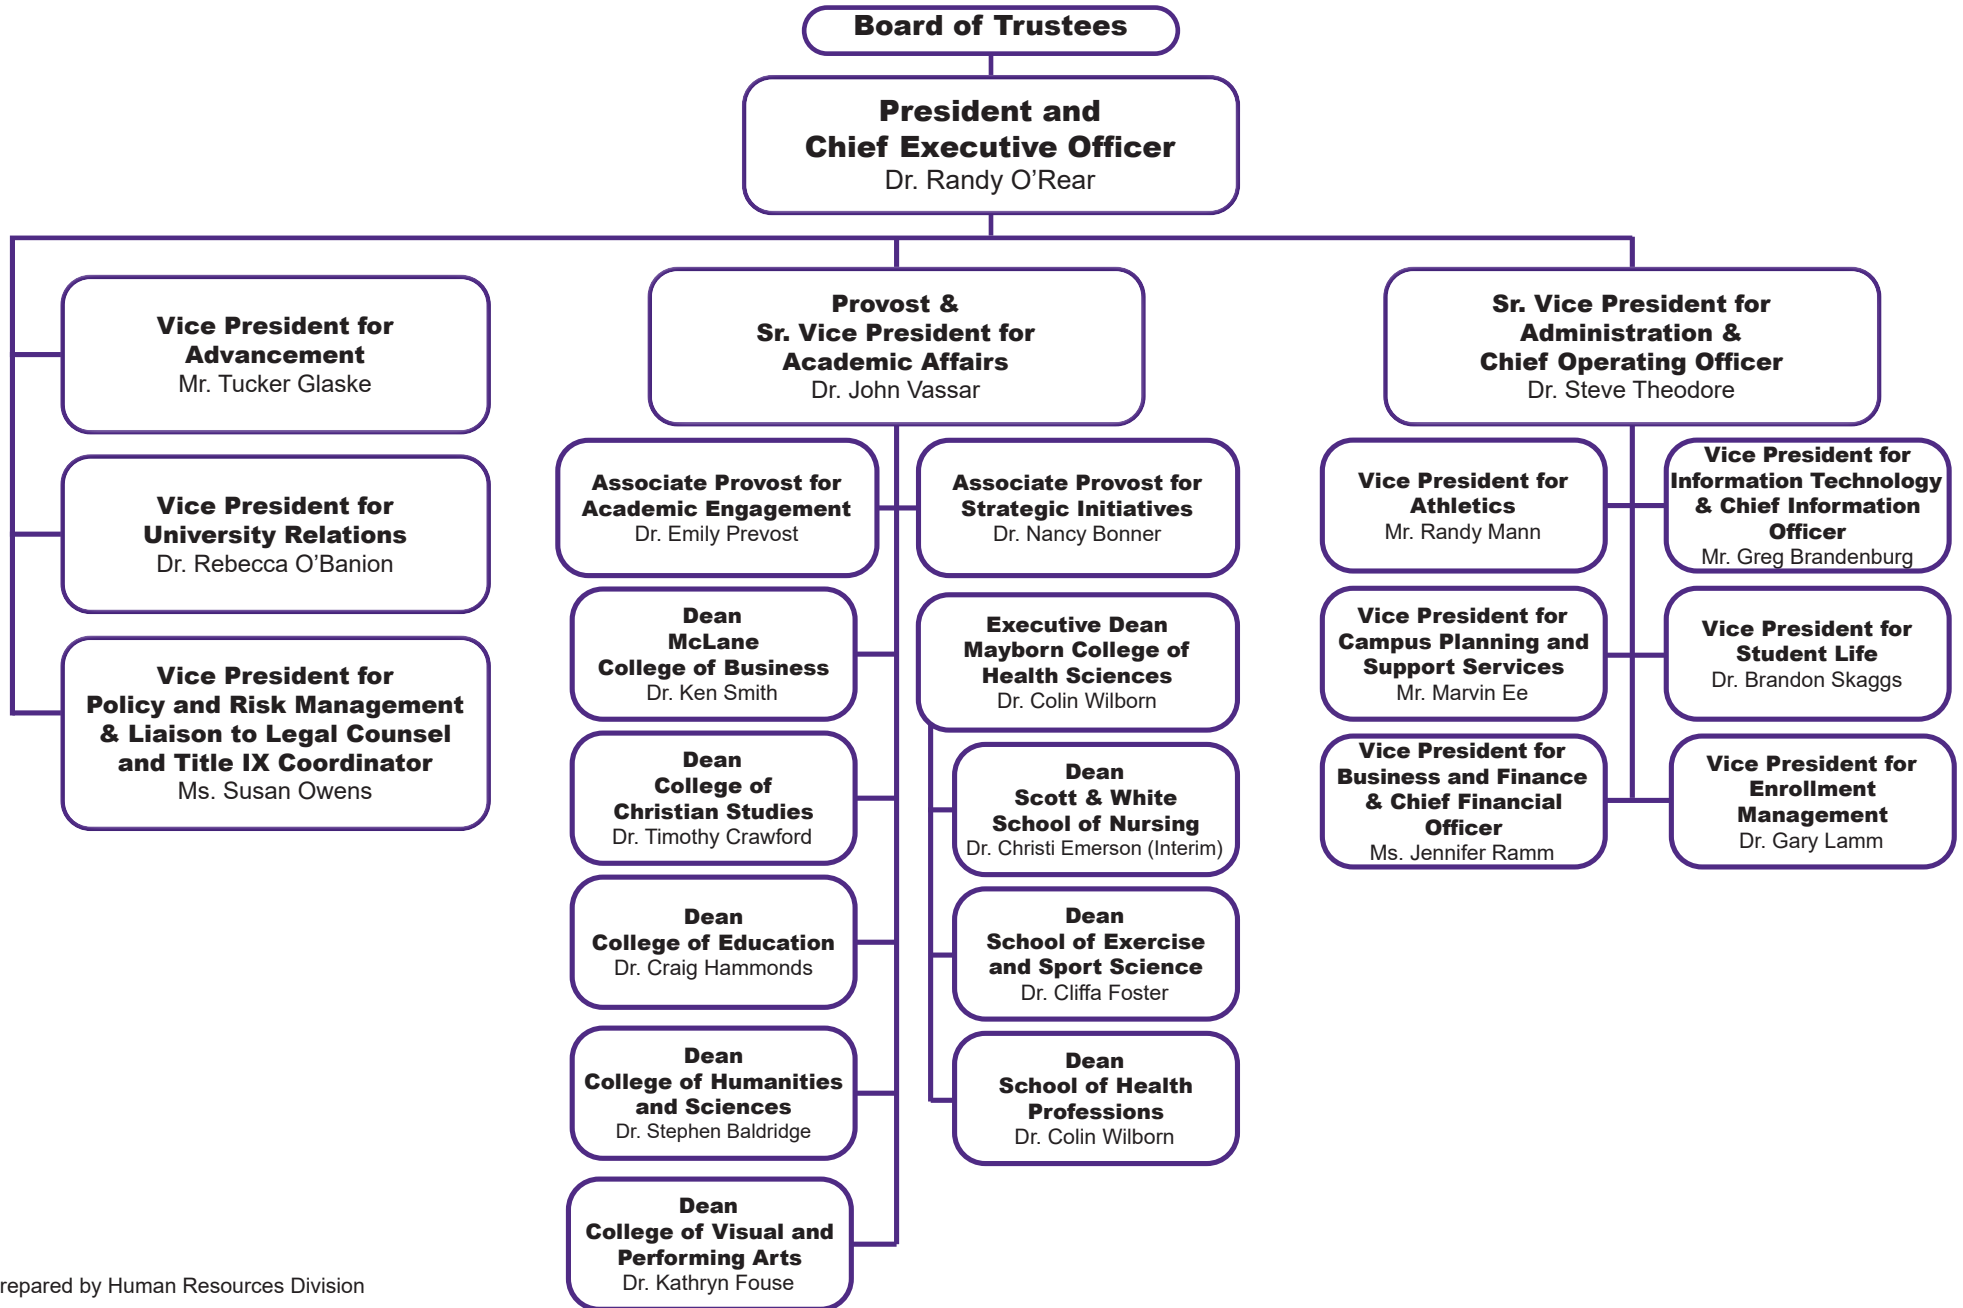 Board of Trustees
President and
Chief Executive Officer
Dr. Randy O’Rear
Vice President for
Advancement
Mr. Tucker Glaske
Vice President for
University Relations
Dr. Rebecca O’Banion
Vice President for
Policy and Risk Management
& Liaison to Legal Counsel
and Title IX Coordinator
Ms. Susan Owens
Provost &
Sr. Vice President for
Academic Affairs
Dr. John Vassar
Associate Provost for
Academic Engagement
Dr. Emily Prevost
Associate Provost for
Strategic Initiatives
Dr. Nancy Bonner
Dean
McLane
College of Business
Dr. Ken Smith
Dean
College of
Christian Studies
Dr. Timothy Crawford
Dean
College of Education
Dr. Craig Hammonds
Dean
College of Humanities
and Sciences
Dr. Stephen Baldridge
Dean
College of Visual and
Performing Arts
Dr. Kathryn Fouse
Executive Dean
Mayborn College of
Health Sciences
Dr. Colin Wilborn
Dean
Scott & White
School of Nursing
Dr. Christi Emerson (Interim)
Dean
School of Exercise
and Sport Science
Dr. Cliffa Foster
Dean
School of Health
Professions
Dr. Colin Wilborn
Sr. Vice President for
Administration &
Chief Operating Officer
Dr. Steve Theodore
Vice President for
Athletics
Mr. Randy Mann
Vice President for
Information Technology
& Chief Information
Officer
Mr. Greg Brandenburg
Vice President for
Campus Planning and
Support Services
Mr. Marvin Ee
Vice President for
Student Life
Dr. Brandon Skaggs
Vice President for
Business and Finance
& Chief Financial
Officer
Ms. Jennifer Ramm
Vice President for
Enrollment
Management
Dr. Gary Lamm
repared by Human Resources Division